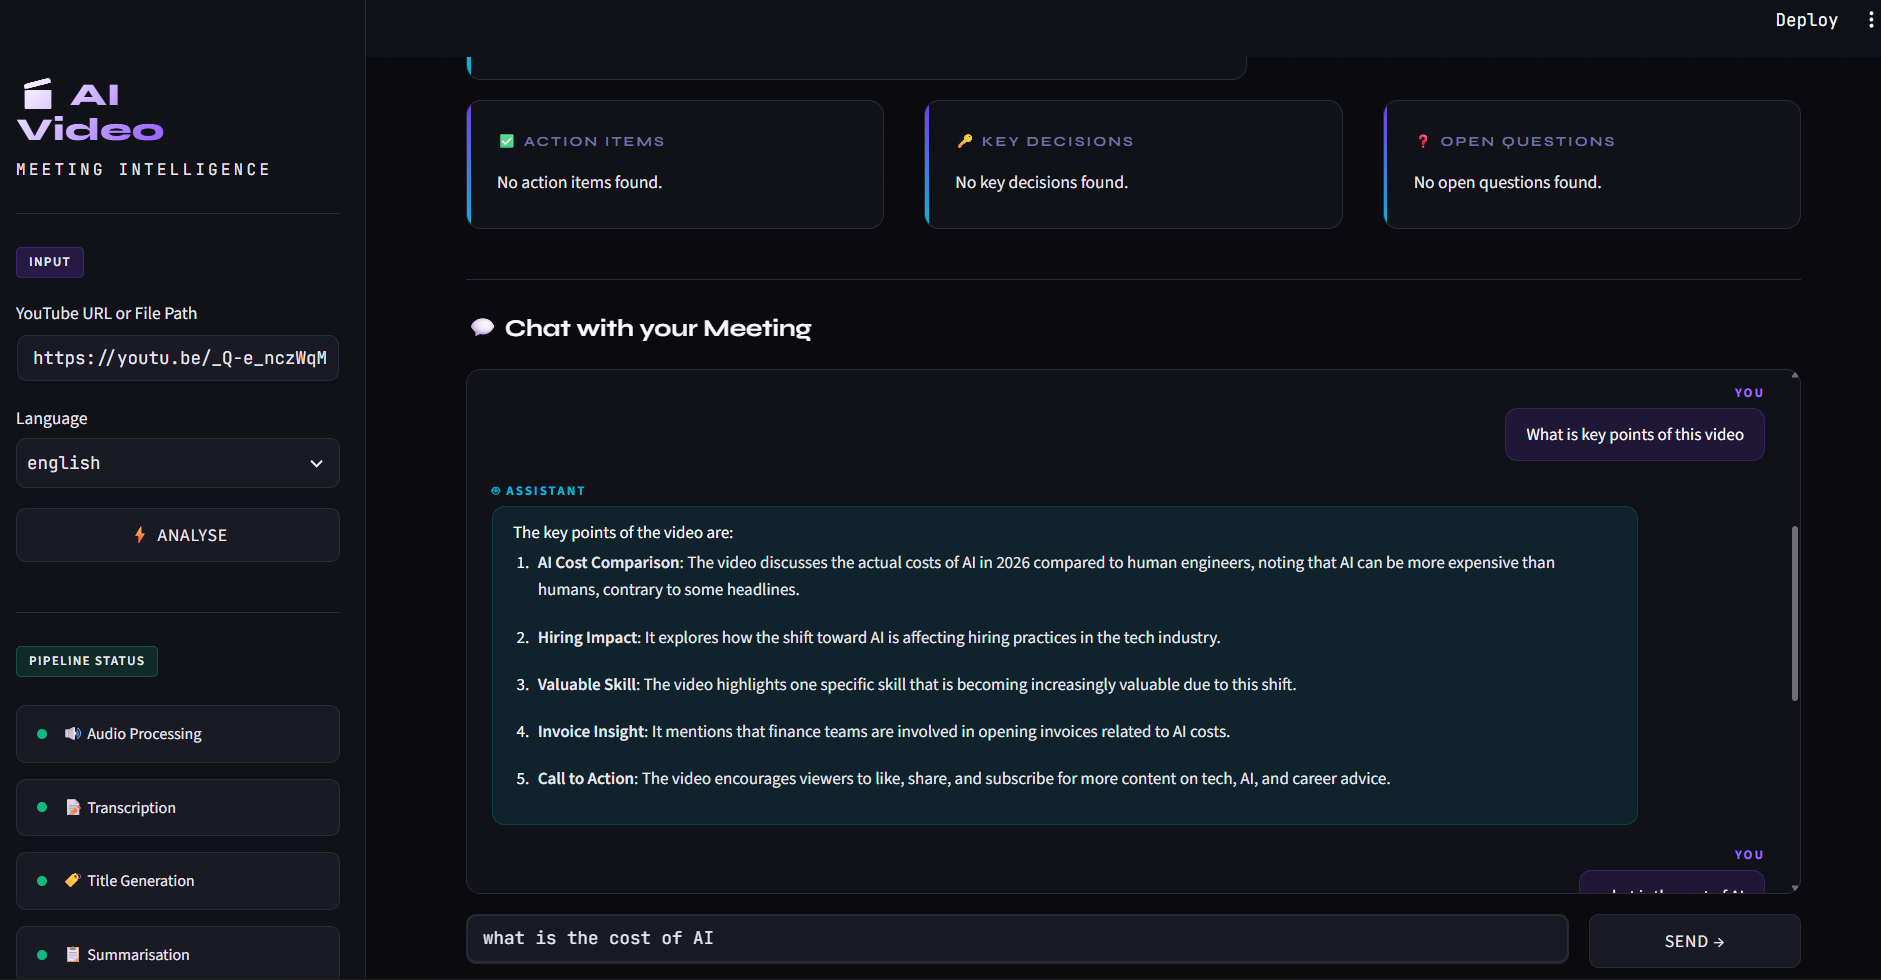 Deploy
AI
Video
MEETING INTELLIGENCE
INPUT
YouTube URL or File Path
https://youtu.be/_Q-e_nczWqM
Language
english
ANALYSE
PIPELINE STATUS
Audio Processing
Transcription
Title Generation
Summarisation
ACTION ITEMS
No action items found.
KEY DECISIONS
No key decisions found.
OPEN QUESTIONS
No open questions found.
Chat with your Meeting
YOU
What is key points of this video
ASSISTANT
The key points of the video are:
1. AI Cost Comparison: The video discusses the actual costs of AI in 2026 compared to human engineers, noting that AI can be more expensive than
humans, contrary to some headlines.
2. Hiring Impact: It explores how the shift toward AI is affecting hiring practices in the tech industry.
3. Valuable Skill: The video highlights one specific skill that is becoming increasingly valuable due to this shift.
4. Invoice Insight: It mentions that finance teams are involved in opening invoices related to AI costs.
5. Call to Action: The video encourages viewers to like, share, and subscribe for more content on tech, AI, and career advice.
YOU
what is the cost of AI
SEND →